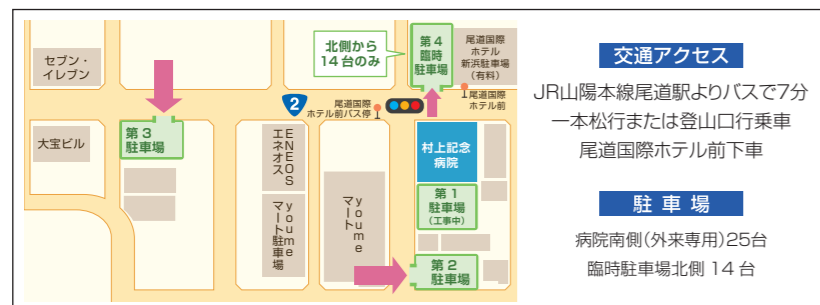 セブン・
イレブン
大宝ビル
第3
駐車場
2
北側から
14台のみ
第4
臨時
駐車場
尾道国際
ホテル
新浜駐車場
(有料)
尾道国際
ホテル前
尾道国際
ホテル前バス停
ENEOS
エネオス
youme
マート駐車場
youme
マート
村上記念
病院
第1
駐車場
(工事中)
第2
駐車場
交通アクセス
JR山陽本線尾道駅よりバスで7分
一本松行または登山口行乗車
尾道国際ホテル前下車
駐車場
病院南側(外来専用)25台
臨時駐車場北側 14台